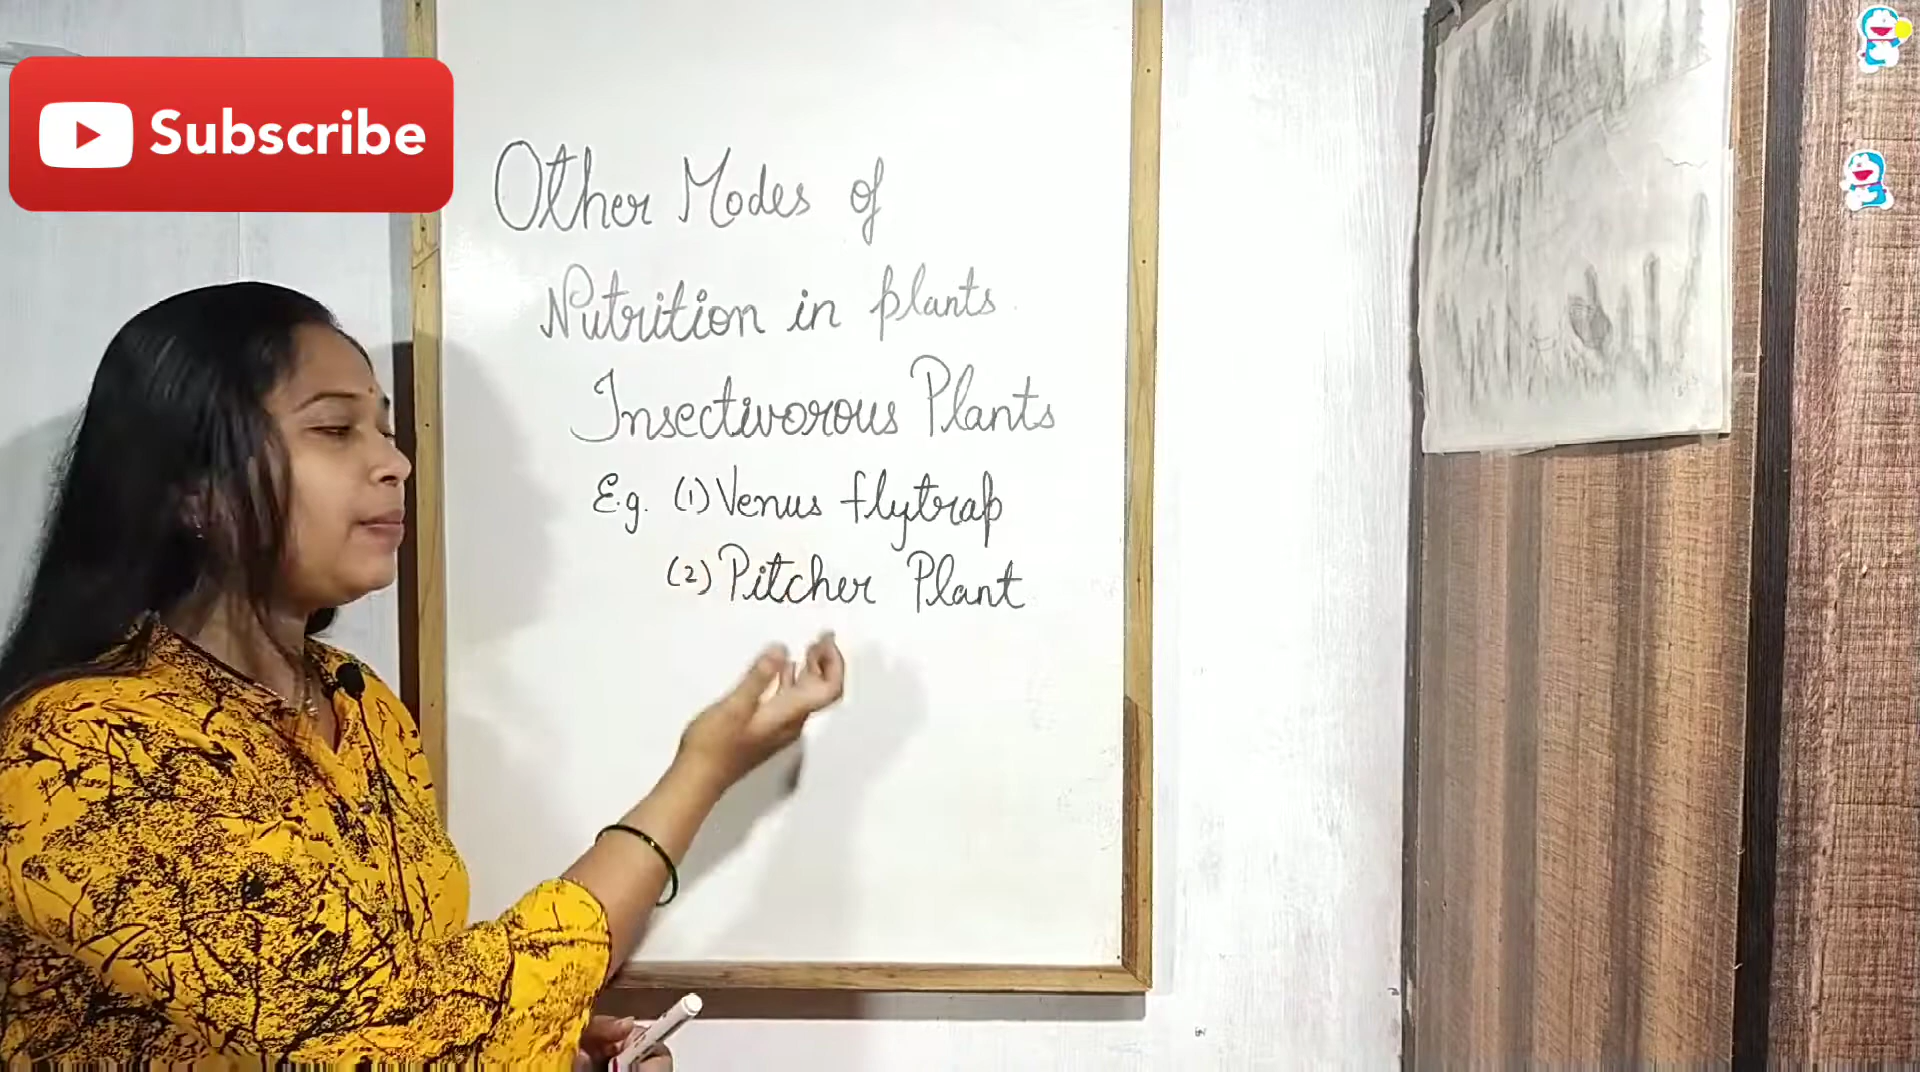 Subscribe
Other Modes of
Nutrition in plants
Insectivorous Plants
E.g. (1) Venus flytrap
(2) Pitcher Plant